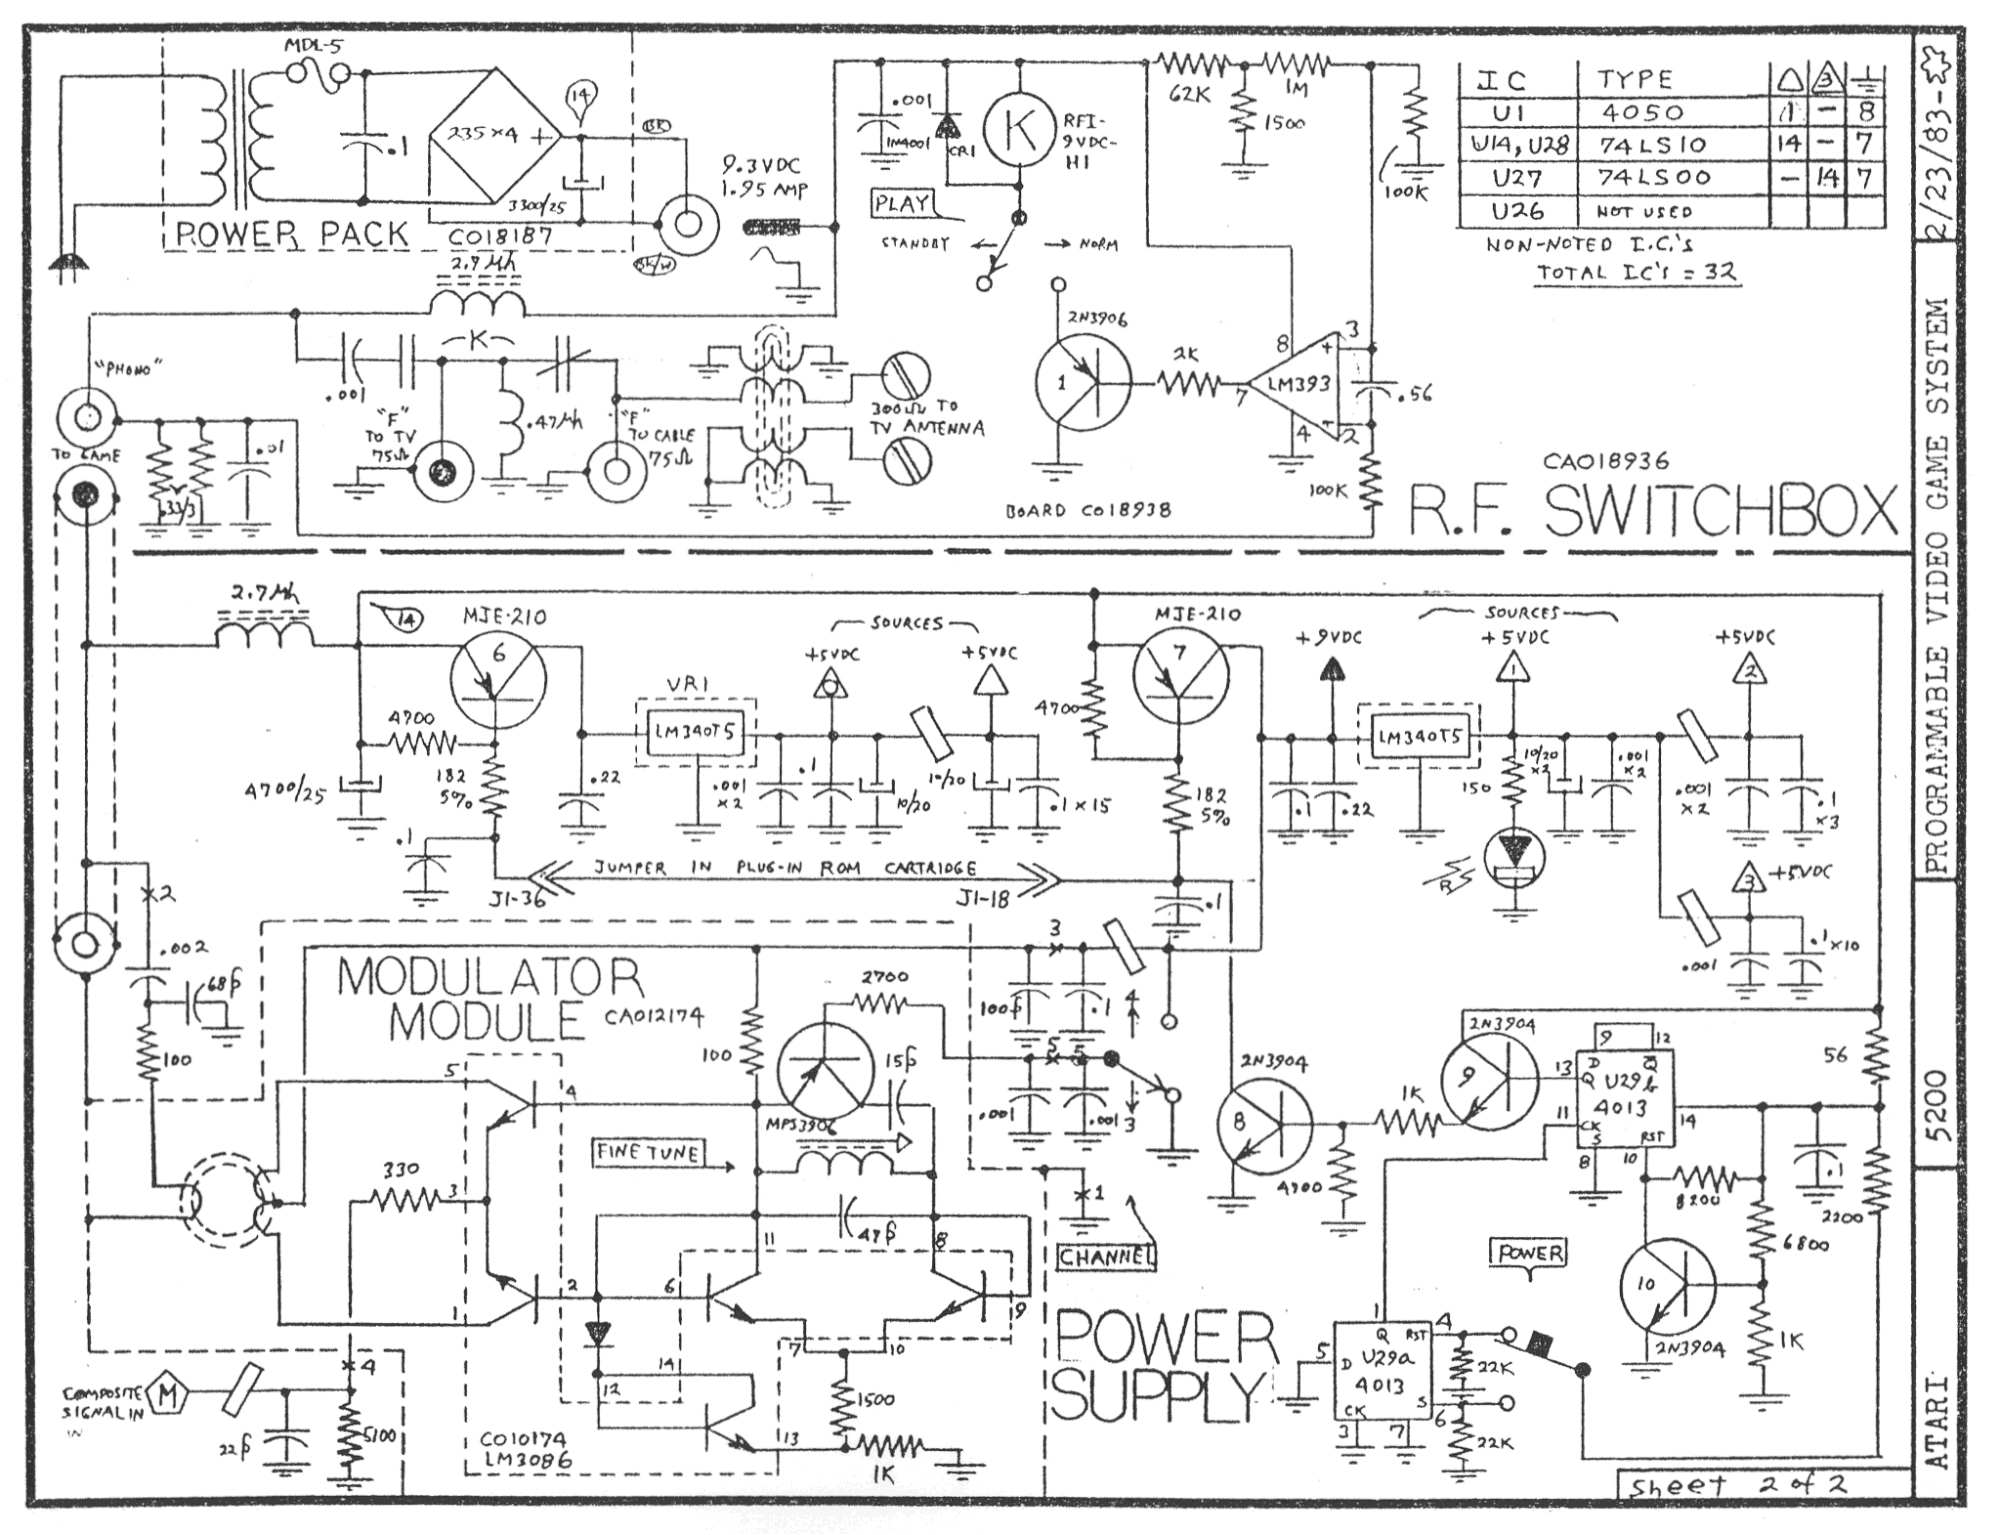 MDL-5
.1
235×4
+
14
3300/25
BK
BK/W
POWER PACK
CO18187
9.3VDC
1.95 AMP
.001
1N4001
CR1
K
RFI-
9VDC-
H1
PLAY
STANDBY
NORM
62K
1M
1500
100K
IC TYPE 3
U1 4050 1 - 8
U14, U28 74LS10 14 - 7
U27 74LS00 - 14 7
U26 NOT USED
NON-NOTED I.C.'S
TOTAL IC'S = 32
2.7µh
"PHONO"
TO GAME
.001
K
"F"
TO TV
75Ω
.47µh
"F"
TO CABLE
75Ω
300Ω TO
TV ANTENNA
.01
.33/3
2N3906
1
2K
7
8
LM393
4
3
+
2
.56
100K
BOARD CO18938
CAO18936
R.F. SWITCHBOX
2.7µh
14
MJE-210
6
4700
4700/25
182
5%
.1
.22
VR1
LM340T5
SOURCES
+5VDC
+5VDC
.001
×2
.1
10/20
10/20
.1 × 15
J1-36
JUMPER IN PLUG-IN ROM CARTRIDGE
J1-18
MJE-210
7
4700
182
5%
.1
+9VDC
.1
.22
LM340T5
SOURCES
+5VDC
1
150
R
10/20
×2
.001
×2
+5VDC
2
.001
×2
.1
×3
3
+5VDC
.001
.1 ×10
2
.002
68p
100
MODULATOR
MODULE
CAO12174
5
4
100
2700
MPS3906
15p
FINE TUNE
47p
330
3
1
2
6
11
8
9
7
10
14
12
13
1500
1K
CO10174
LM3086
COMPOSITE
SIGNAL IN
IN
M
4
22p
5100
3
100p
.1
4
5
5
.001
.001
3
1
CHANNEL
POWER
SUPPLY
2N3904
8
4700
1K
2N3904
9
9
12
D
Q̄
13
Q
U29b
4013
11
CK
S
RST
8
10
14
56
.1
8200
2200
6800
10
2N3904
1K
POWER
1
Q
RST
4
5
D
U29a
4013
S
6
CK
3
7
22K
22K
Sheet 2 of 2
2/23/83-
PROGRAMMABLE VIDEO GAME SYSTEM
5200
ATARI